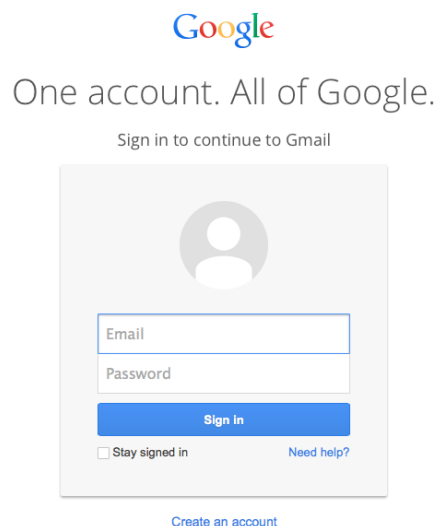 Google
One account. All of Google.
Sign in to continue to Gmail
Email
Password
Sign in
Stay signed in Need help?
Create an account